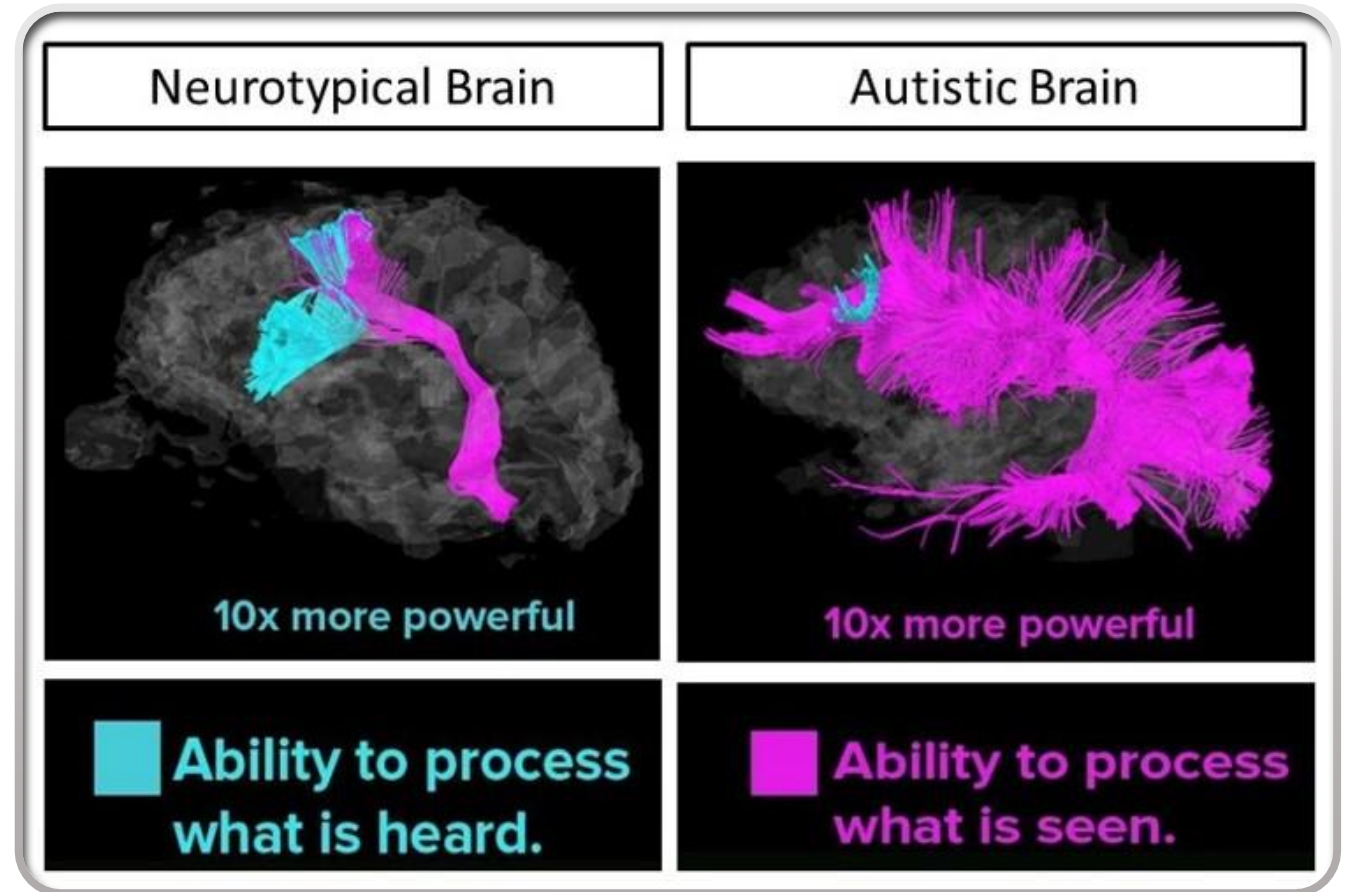 Neurotypical Brain
Autistic Brain
10x more powerful
10x more powerful
Ability to process
what is heard.
Ability to process
what is seen.